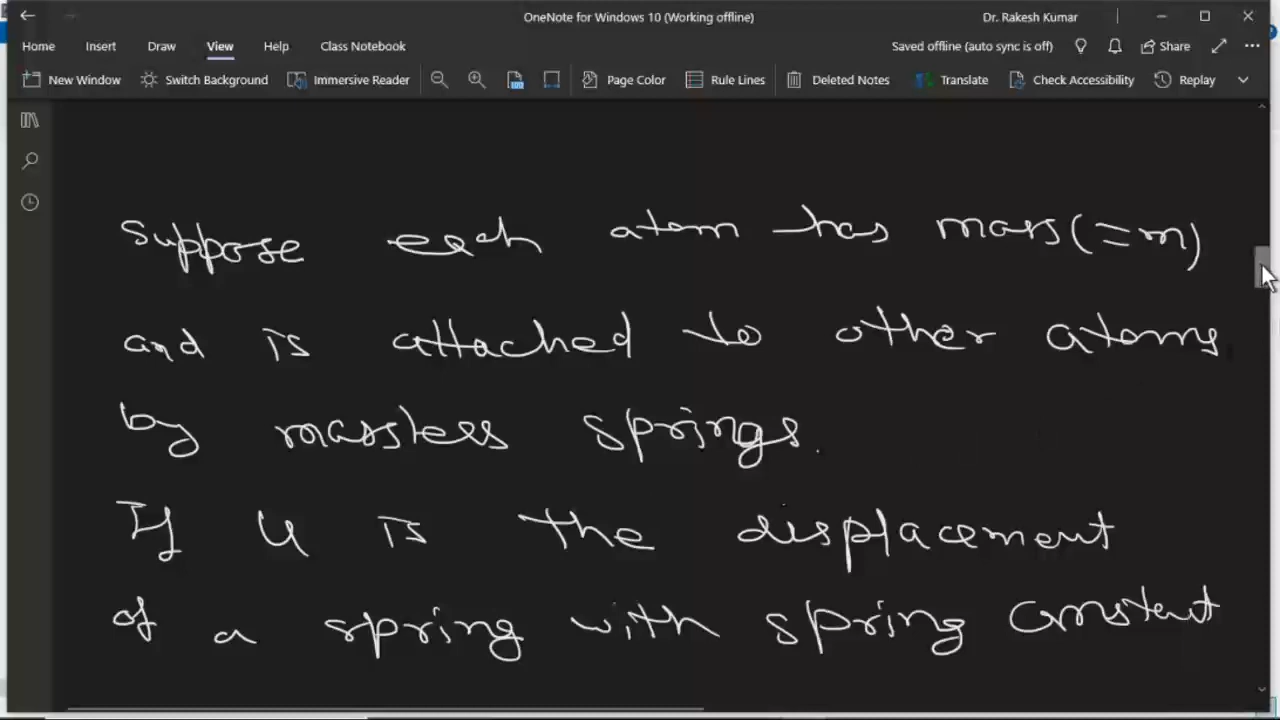 OneNote for Windows 10 (Working offline)
Dr. Rakesh Kumar
Home Insert Draw View Help Class Notebook
Saved offline (auto sync is off) Share
New Window Switch Background Immersive Reader Page Color Rule Lines Deleted Notes Translate Check Accessibility Replay
Suppose each atom has mass (=m)
and is attached to other atoms
by massless springs.
If u is the displacement
of a spring with spring constant